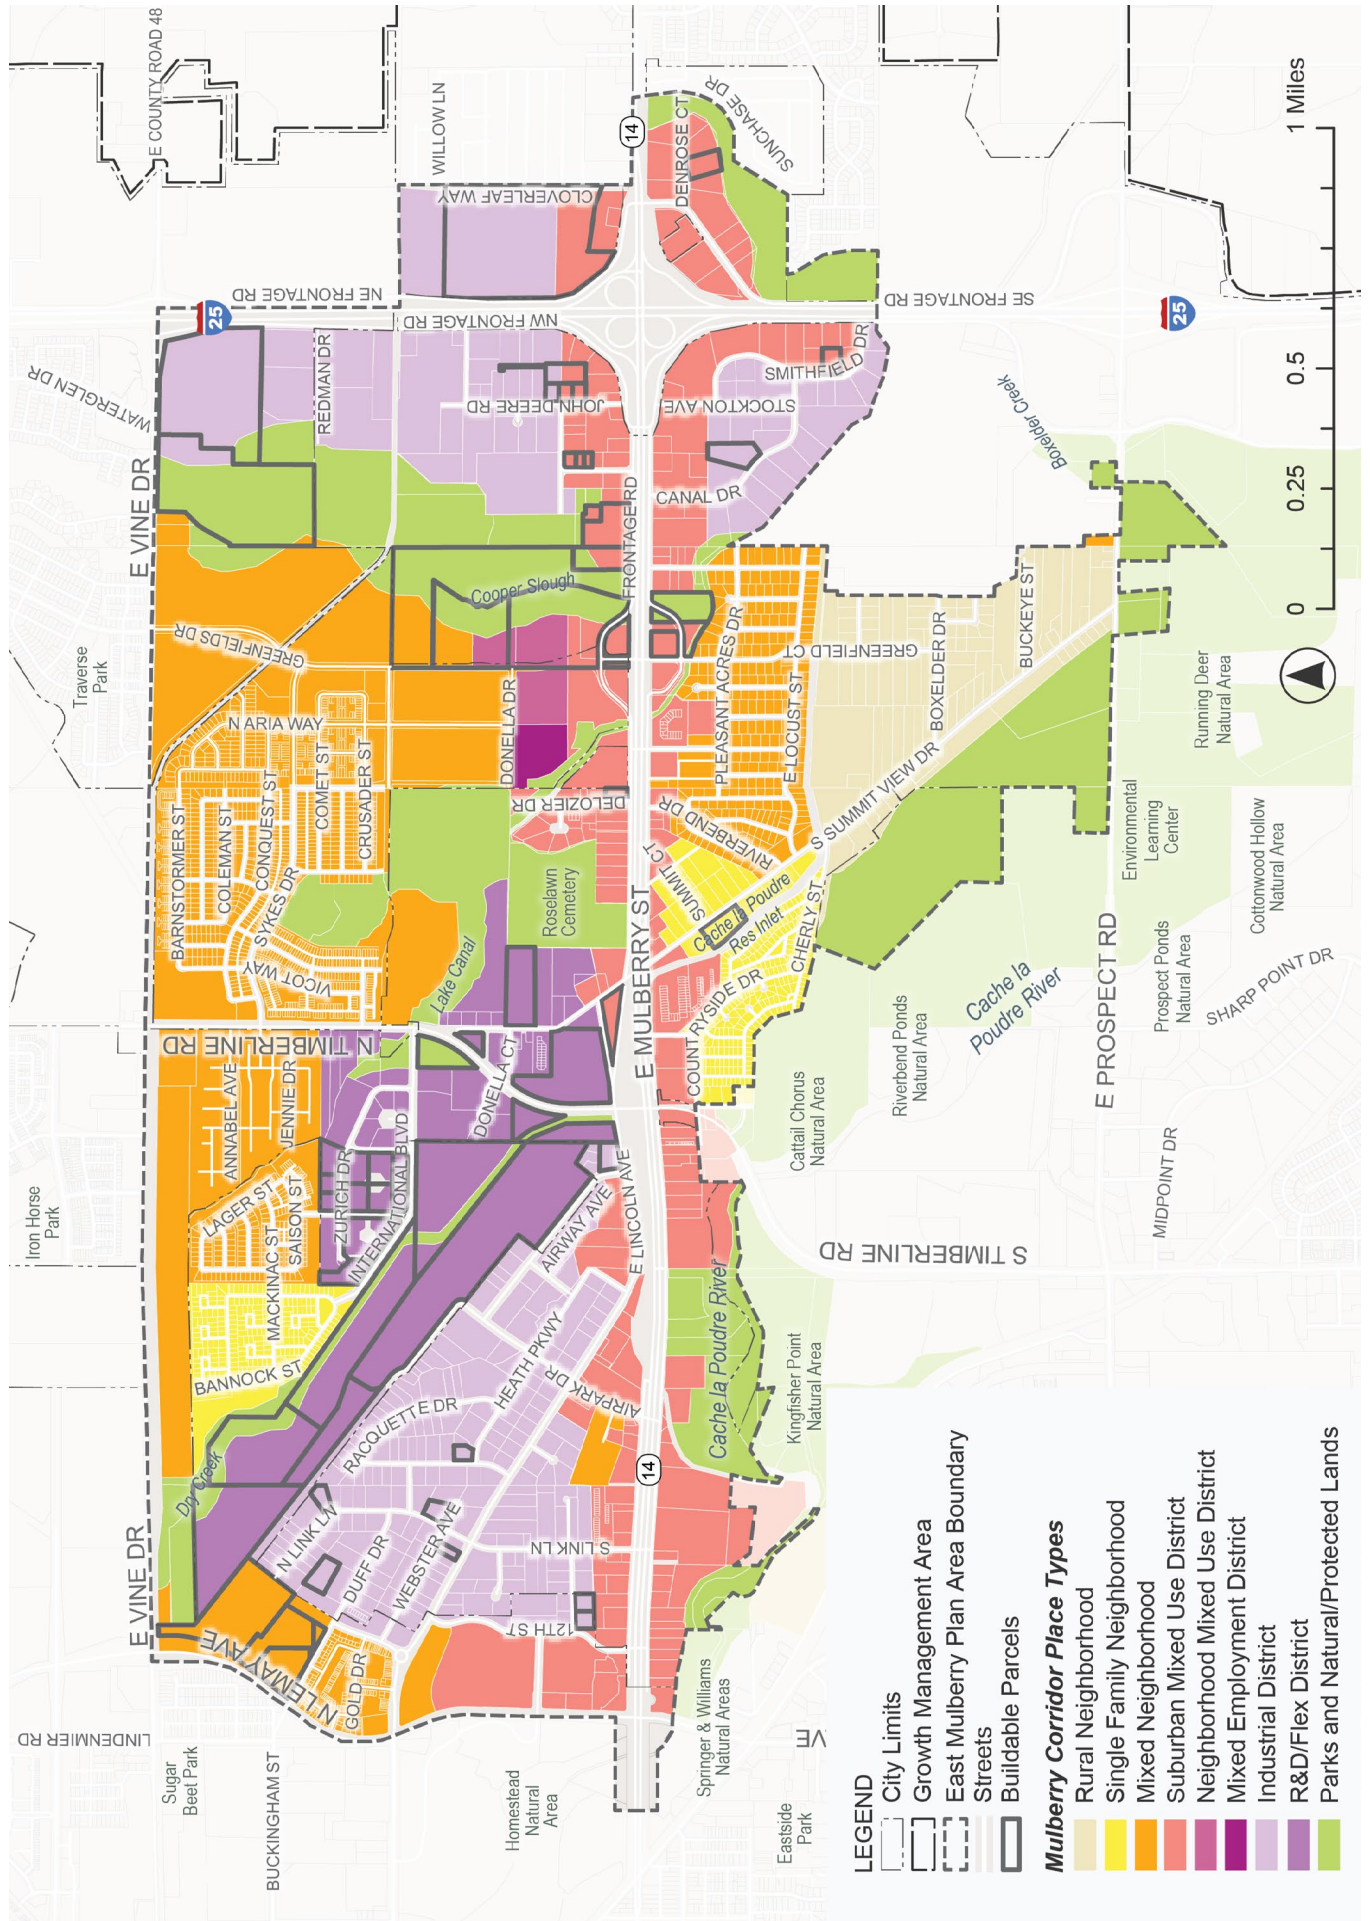 E COUNTY ROAD 48
WILLOW LN
CLOVERLEAF WAY
14
DENROSE CT
SUNCHASE DR
NE FRONTAGE RD
25
NW FRONTAGE RD
SE FRONTAGE RD
25
WATERGLEN DR
REDMAN DR
JOHN DEERE RD
STOCKTON AVE
SMITHFIELD DR
CANAL DR
FRONTAGE RD
Boxelder Creek
E VINE DR
Cooper Slough
GREENFIELDS DR
Traverse
Park
N ARIA WAY
DONELLA DR
PLEASANT ACRES DR
GREENFIELD CT
E LOCUST ST
BOXELDER DR
BUCKEYE ST
Running Deer
Natural Area
BARNSTORMER ST
COLEMAN ST
CONQUEST ST
COMET ST
CRUSADER ST
SYKES DR
VICOT WAY
DELOZIER DR
RIVERBEND DR
S SUMMIT VIEW DR
SUMMIT CT
Roselawn
Cemetery
Lake Canal
E MULBERRY ST
Cache la Poudre
Res Inlet
CHERLY ST
COUNTRYSIDE DR
Environmental
Learning
Center
Cottonwood Hollow
Natural Area
E PROSPECT RD
Prospect Ponds
Natural Area
SHARP POINT DR
Cache la
Poudre River
Riverbend Ponds
Natural Area
Cattail Chorus
Natural Area
N TIMBERLINE RD
ANNABEL AVE
JENNIE DR
DONELLA CT
INTERNATIONAL BLVD
ZURICH DR
LAGER ST
SAISON ST
MACKINAC ST
BANNOCK ST
Iron Horse
Park
AIRWAY AVE
E LINCOLN AVE
MIDPOINT DR
S TIMBERLINE RD
Cache la Poudre River
Kingfisher Point
Natural Area
HEATH PKWY
AIRPARK DR
RACQUETTE DR
Dry Creek
14
E VINE DR
N LINK LN
DUFF DR
WEBSTER AVE
S LINK LN
12TH ST
N LEMAY AVE
GOLD DR
LINDENMIER RD
Sugar
Beet Park
BUCKINGHAM ST
Homestead
Natural
Area
Springer & Williams
Natural Areas
VE
Eastside
Park
0
0.25
0.5
1 Miles
LEGEND
City Limits
Growth Management Area
East Mulberry Plan Area Boundary
Streets
Buildable Parcels
Mulberry Corridor Place Types
Rural Neighborhood
Single Family Neighborhood
Mixed Neighborhood
Suburban Mixed Use District
Neighborhood Mixed Use District
Mixed Employment District
Industrial District
R&D/Flex District
Parks and Natural/Protected Lands